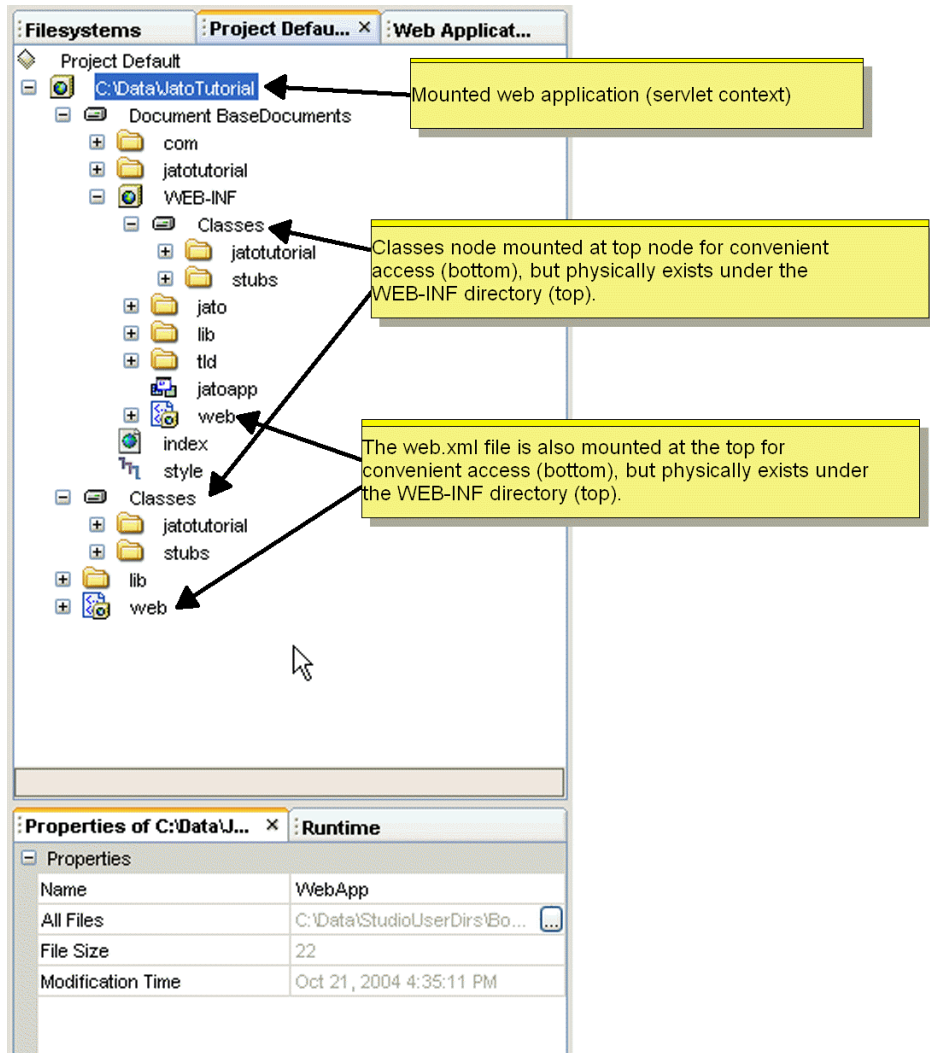 Filesystems
Project Defau...
Web Applicat...
Project Default
C:\Data\JatoTutorial
Mounted web application (servlet context)
Document BaseDocuments
com
jatotutorial
WEB-INF
Classes
Classes node mounted at top node for convenient
access (bottom), but physically exists under the
WEB-INF directory (top).
jatotutorial
stubs
jato
lib
tld
jatoapp
web
The web.xml file is also mounted at the top for
convenient access (bottom), but physically exists under
the WEB-INF directory (top).
index
style
Classes
jatotutorial
stubs
lib
web
Properties of C:\Data\J...
Runtime
Properties
Name WebApp
All Files C:\Data\StudioUserDirs\Bo... ...
File Size 22
Modification Time Oct 21, 2004 4:35:11 PM